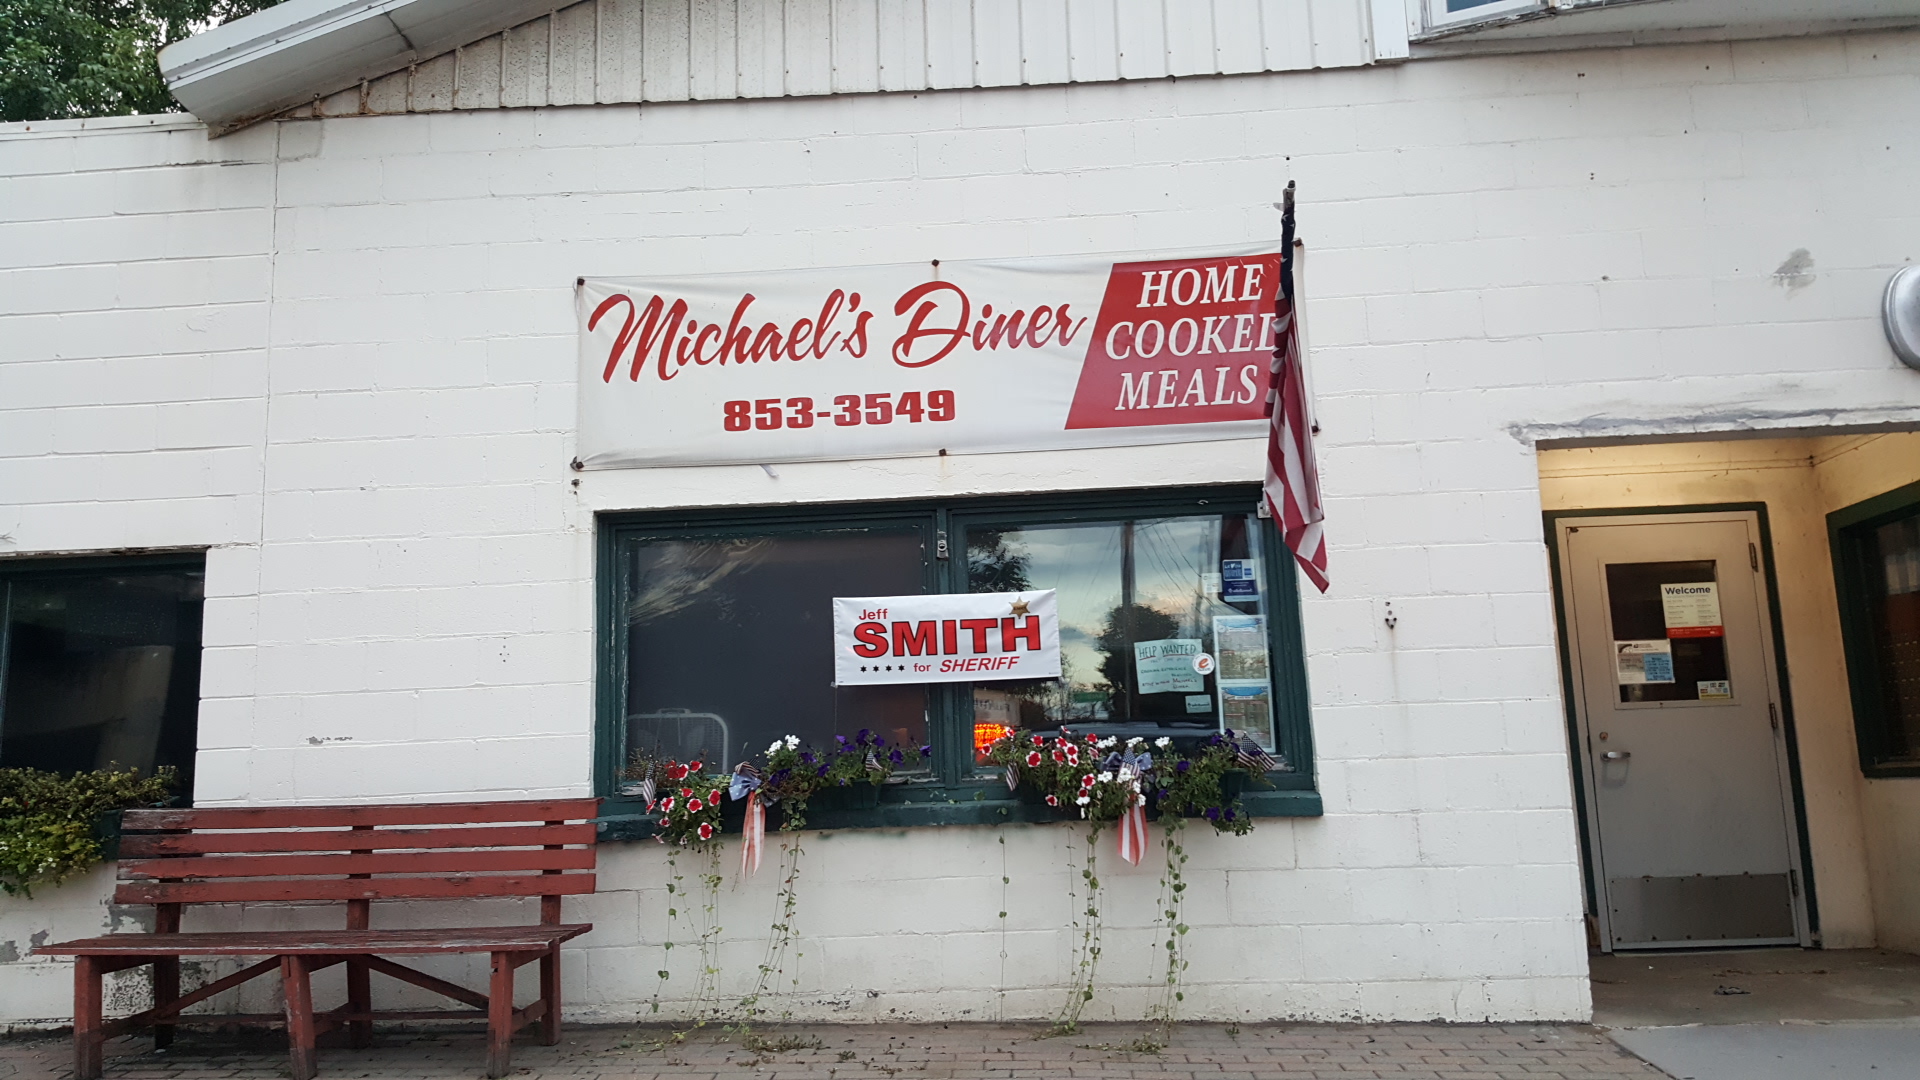 Michael's Diner
853-3549
HOME
COOKED
MEALS
Jeff
SMITH
for SHERIFF
HELP WANTED
Welcome